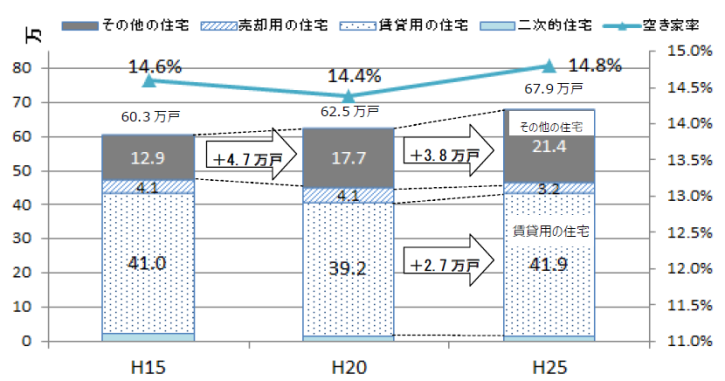 その他の住宅 売却用の住宅 賃貸用の住宅 二次的住宅 空き家率
万
80
70
60
50
40
30
20
10
0
15.0%
14.5%
14.0%
13.5%
13.0%
12.5%
12.0%
11.5%
11.0%
14.6%
14.4%
14.8%
60.3 万戸
62.5 万戸
67.9 万戸
12.9
+4.7 万戸
17.7
+3.8 万戸
その他の住宅
21.4
4.1
4.1
3.2
41.0
39.2
+2.7 万戸
賃貸用の住宅
41.9
H15
H20
H25